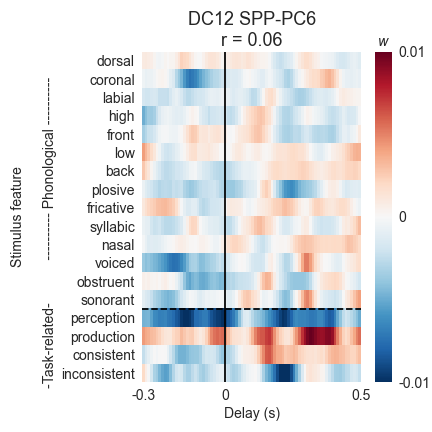 DC12 SPP-PC6
r = 0.06
w
dorsal
coronal
labial
high
front
low
back
plosive
fricative
syllabic
nasal
voiced
obstruent
sonorant
perception
production
consistent
inconsistent
Stimulus feature
-Task-related- ---------- Phonological ----------
0.01
0
-0.01
-0.3 0 0.5
Delay (s)